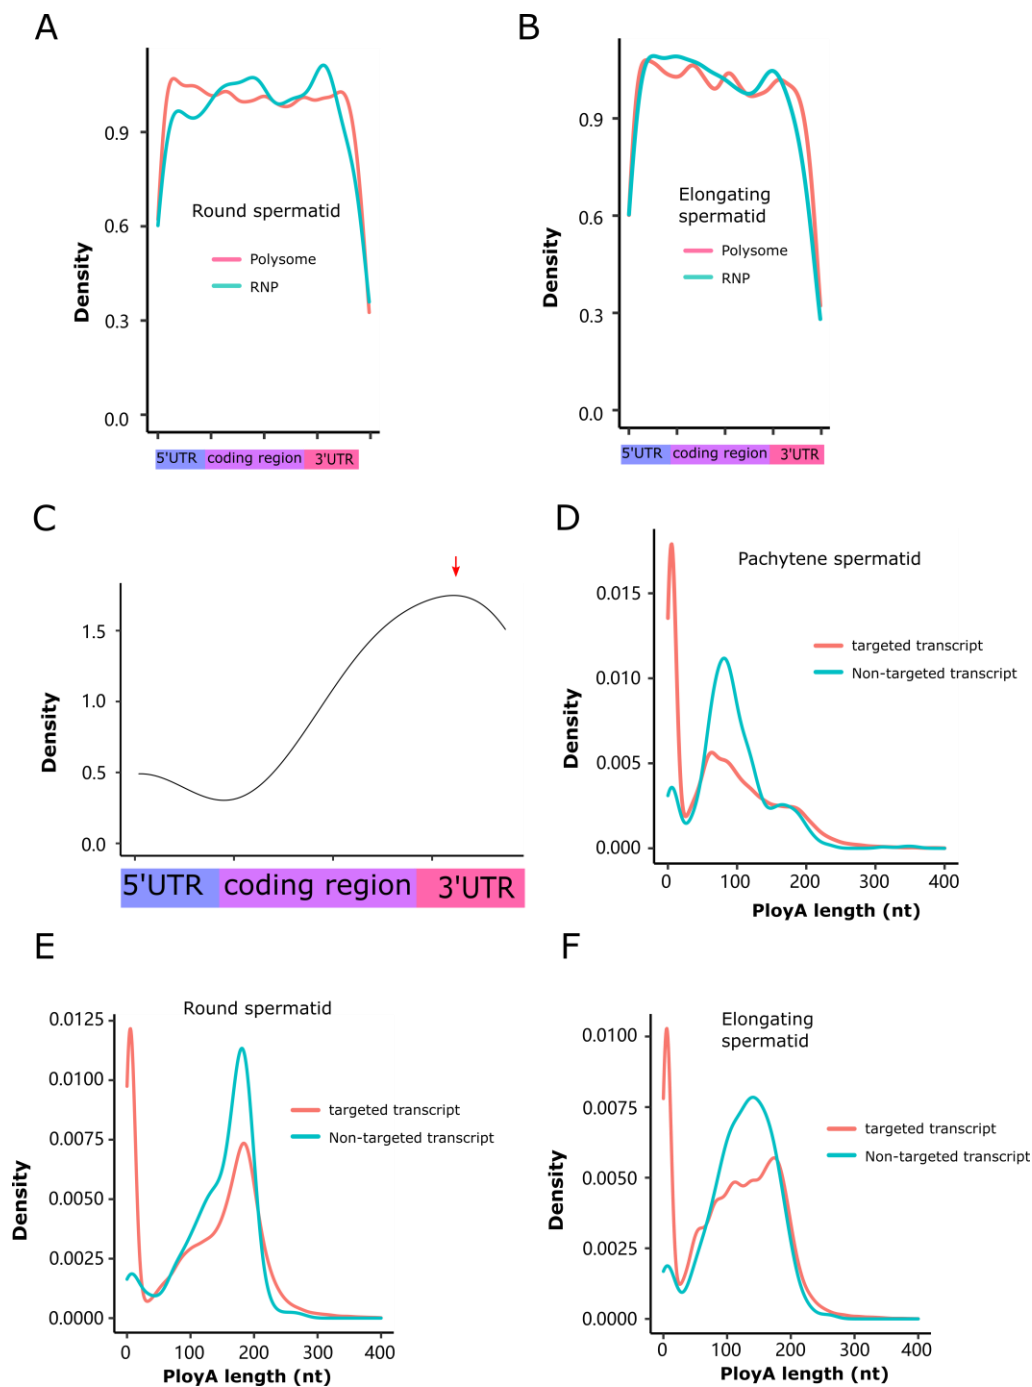 A
Density
0.9
0.6
0.3
0.0
Round spermatid
Polysome
RNP
5'UTR coding region 3'UTR
B
Density
0.9
0.6
0.3
0.0
Elongating
spermatid
Polysome
RNP
5'UTR coding region 3'UTR
C
Density
1.5
1.0
0.5
0.0
5'UTR coding region 3'UTR
D
Pachytene spermatid
Density
0.015
0.010
0.005
0.000
targeted transcript
Non-targeted transcript
0 100 200 300 400
PloyA length (nt)
E
Round spermatid
Density
0.0125
0.0100
0.0075
0.0050
0.0025
0.0000
targeted transcript
Non-targeted transcript
0 100 200 300 400
PloyA length (nt)
F
Elongating
spermatid
Density
0.0100
0.0075
0.0050
0.0025
0.0000
targeted transcript
Non-targeted transcript
0 100 200 300 400
PloyA length (nt)